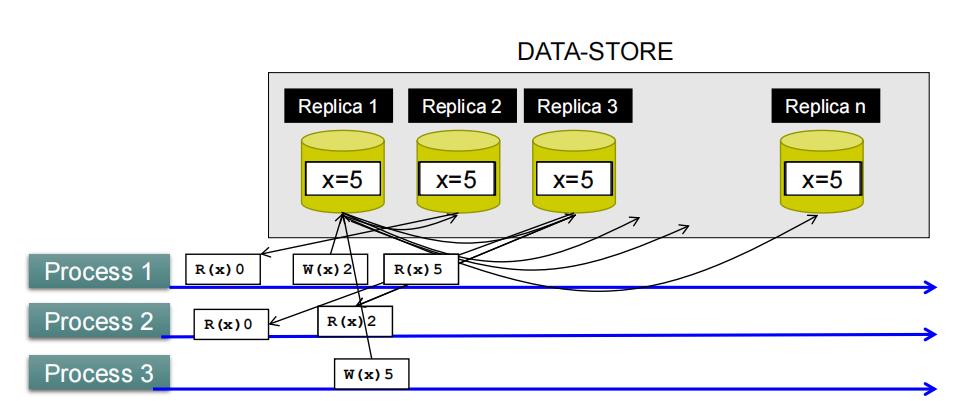 DATA-STORE
Replica 1 Replica 2 Replica 3 Replica n
x=5 x=5 x=5 x=5
Process 1 R(x)0 W(x)2 R(x)5
Process 2 R(x)0 R(x)2
Process 3 W(x)5